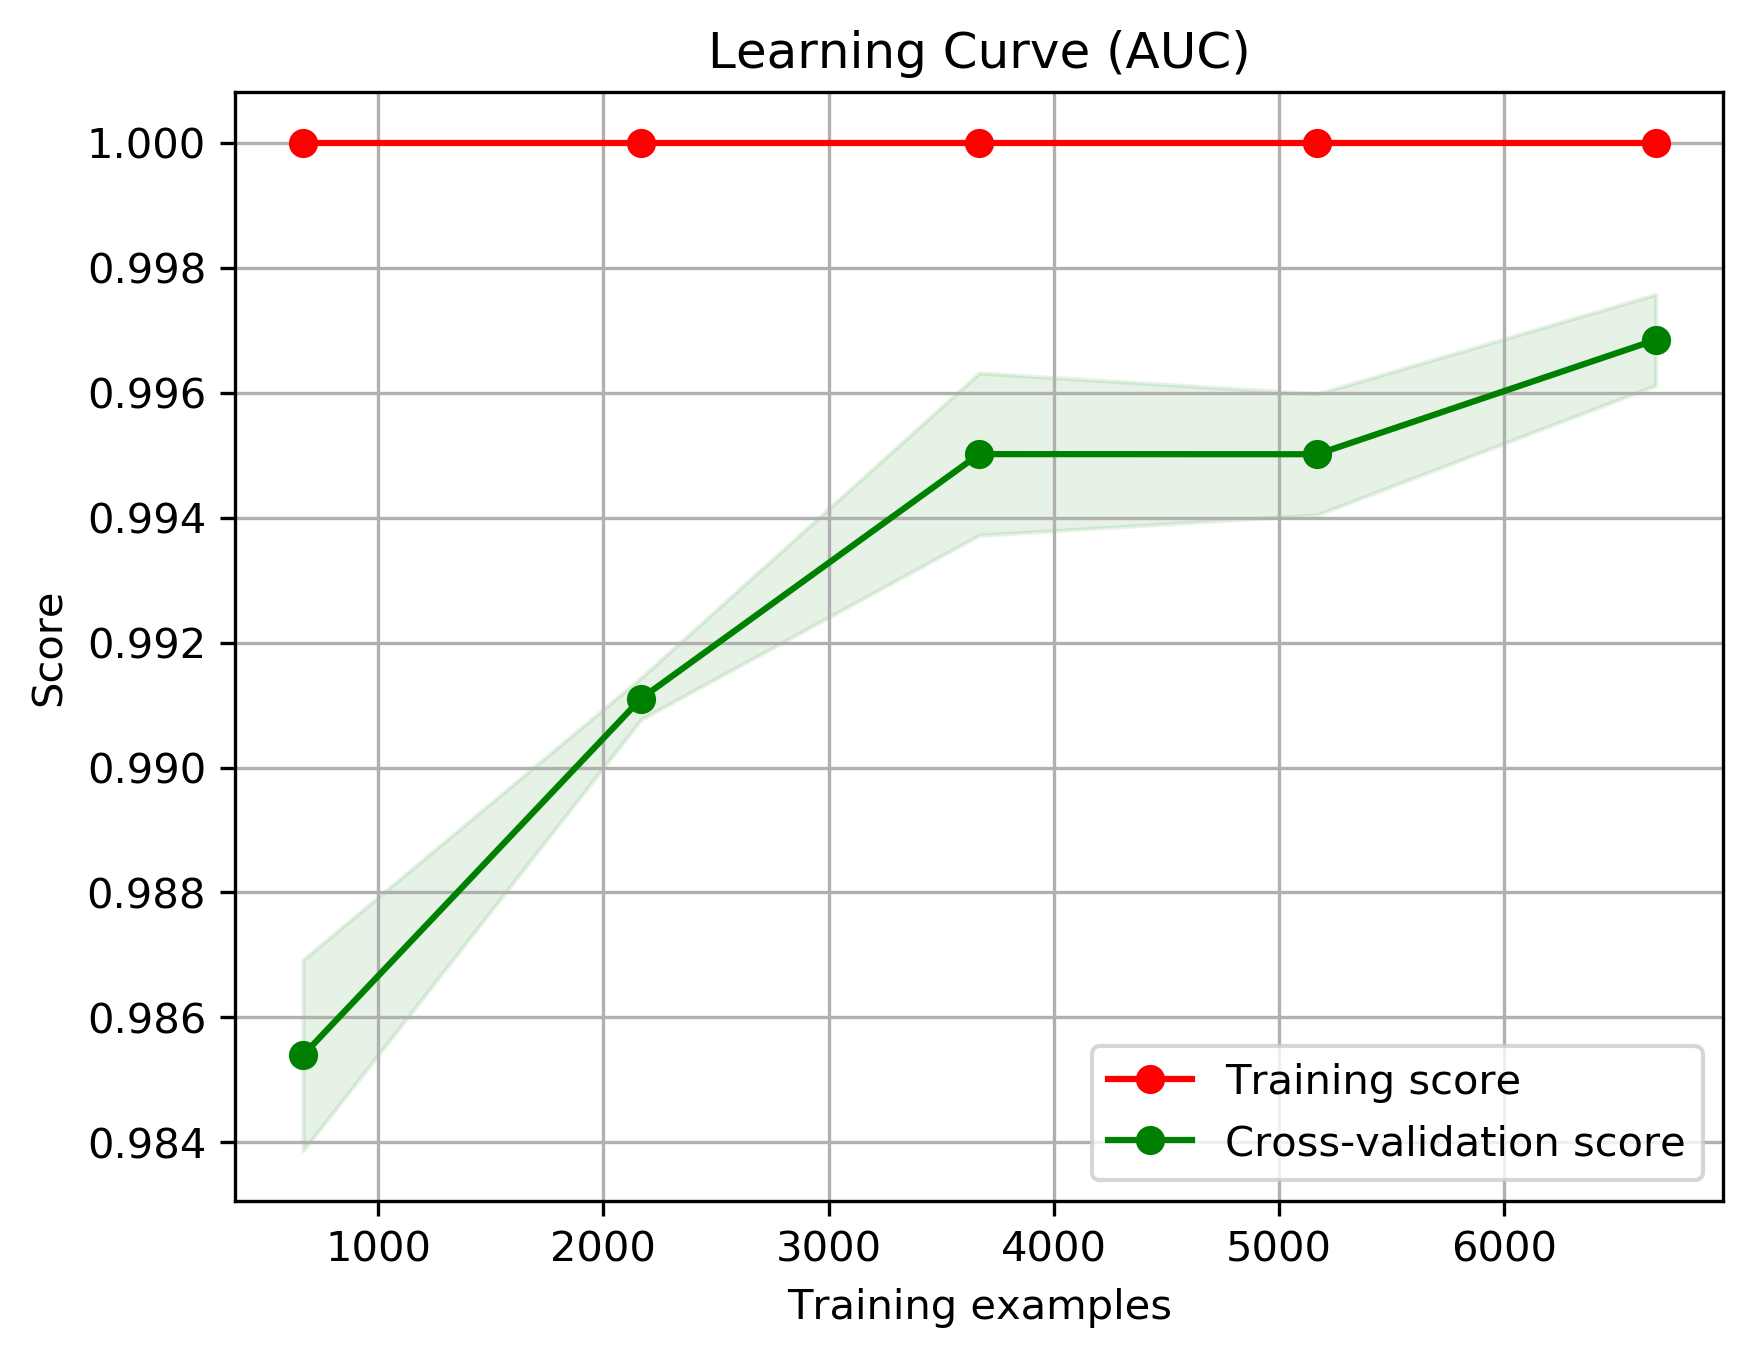 Learning Curve (AUC)
1.000
0.998
0.996
0.994
0.992
0.990
0.988
0.986
0.984
Score
Training score
Cross-validation score
1000 2000 3000 4000 5000 6000
Training examples